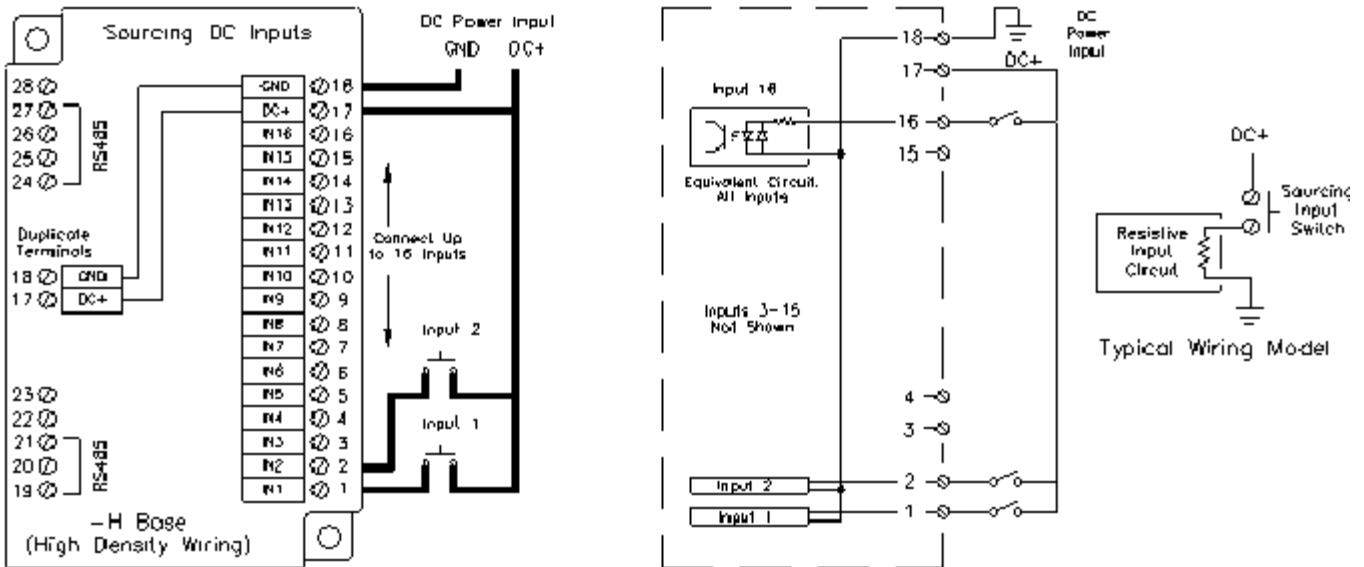 Sourcing DC Inputs
DC Power Input
GND DC+
28
27
26
25
24
RS485
Duplicate
Terminals
18 GND
17 DC+
23
22
21
20
19
RS485
-GND 18
DC+ 17
IN16 16
IN15 15
IN14 14
IN13 13
IN12 12
IN11 11
IN10 10
IN9 9
IN8 8
IN7 7
IN6 6
IN5 5
IN4 4
IN3 3
IN2 2
IN1 1
Connect Up
to 16 Inputs
Input 2
Input 1
-H Base
(High Density Wiring)
18
17
16
15
4
3
2
1
DC
Power
Input
DC+
Input 16
Equivalent Circuit.
All Inputs
Inputs 3-15
Not Shown
Input 2
Input 1
DC+
Sourcing
Input
Switch
Resistive
Input
Circuit
Typical Wiring Model